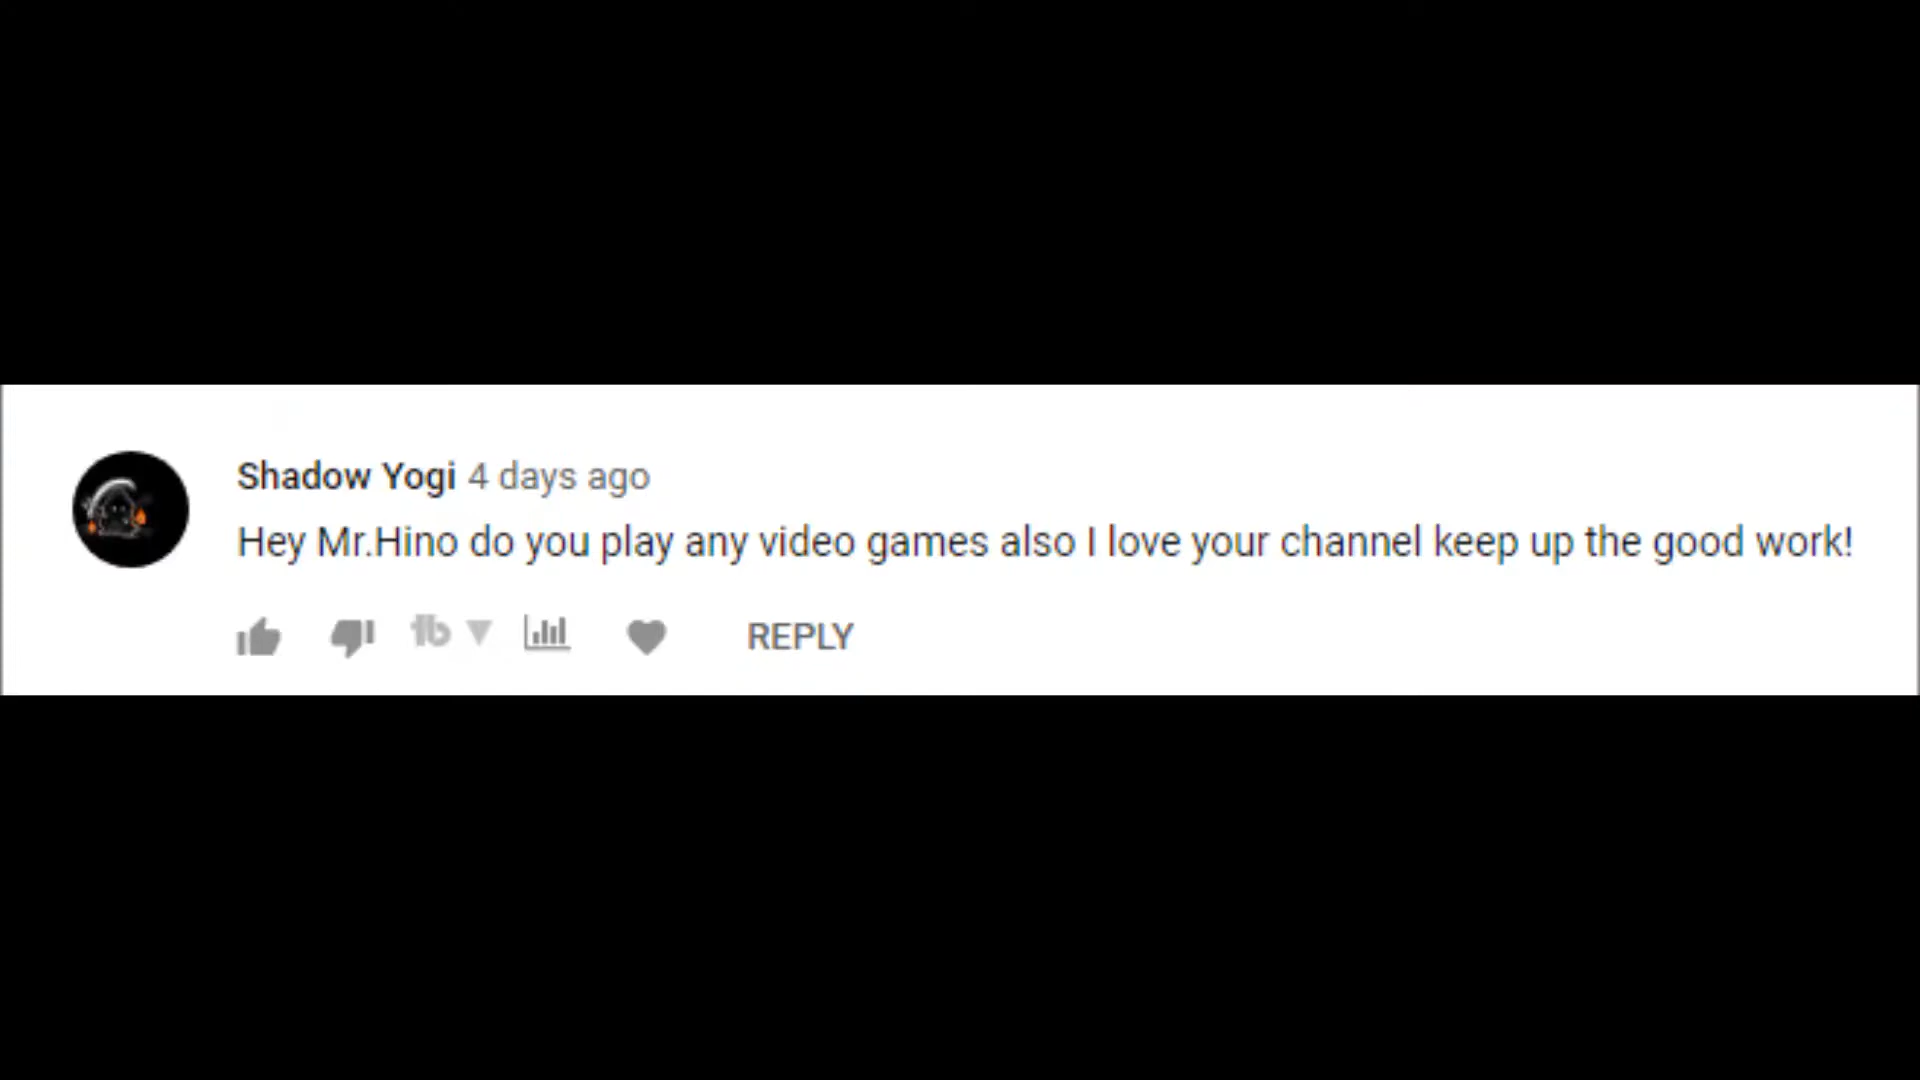 Shadow Yogi 4 days ago
Hey Mr.Hino do you play any video games also I love your channel keep up the good work!
tb
REPLY